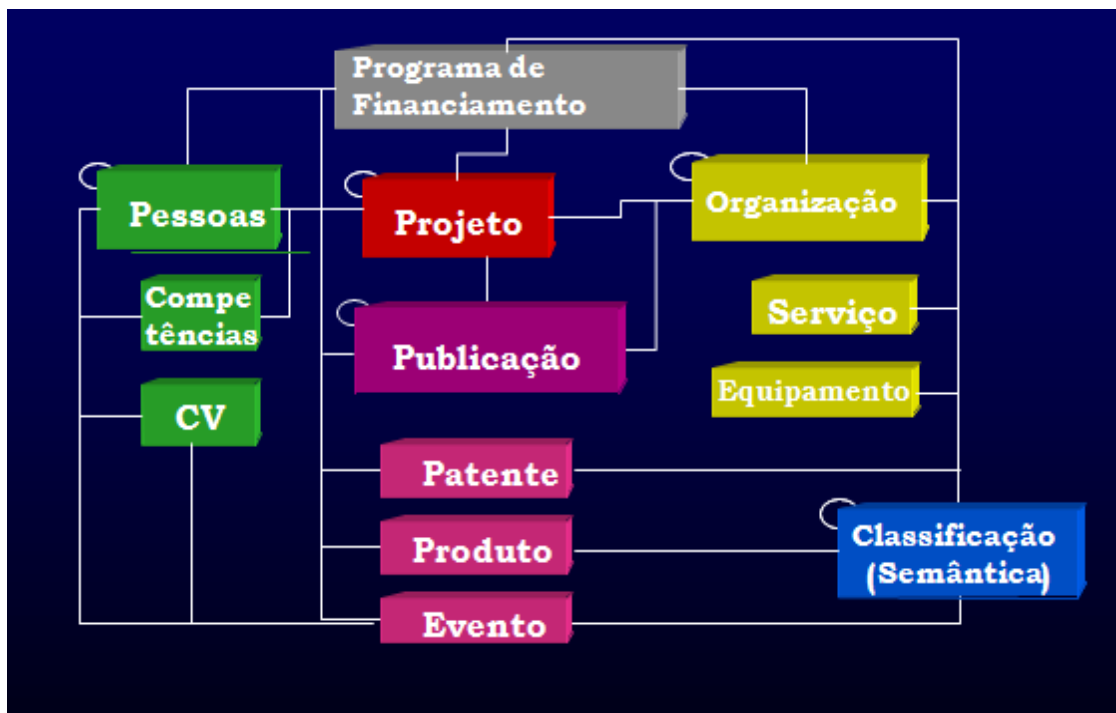 Programa de
Financiamento
Pessoas
Projeto
Organização
Compe
tências
Publicação
Serviço
Equipamento
CV
Patente
Produto
Classificação
(Semântica)
Evento